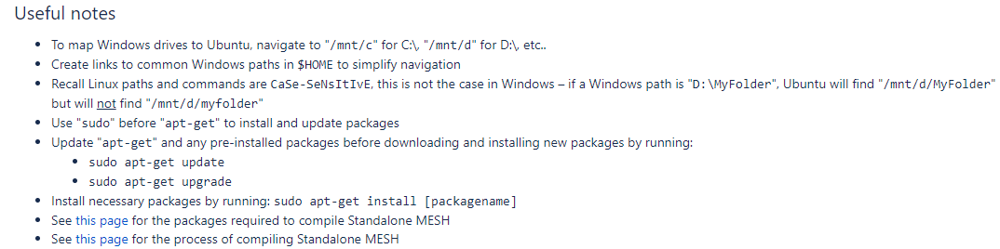 Useful notes
• To map Windows drives to Ubuntu, navigate to "/mnt/c" for C:\, "/mnt/d" for D:\, etc..
• Create links to common Windows paths in $HOME to simplify navigation
• Recall Linux paths and commands are CaSe-SeNsItIvE, this is not the case in Windows – if a Windows path is "D:\MyFolder", Ubuntu will find "/mnt/d/MyFolder"
but will not find "/mnt/d/myfolder"
• Use "sudo" before "apt-get" to install and update packages
• Update "apt-get" and any pre-installed packages before downloading and installing new packages by running:
• sudo apt-get update
• sudo apt-get upgrade
• Install necessary packages by running: sudo apt-get install [packagename]
• See this page for the packages required to compile Standalone MESH
• See this page for the process of compiling Standalone MESH